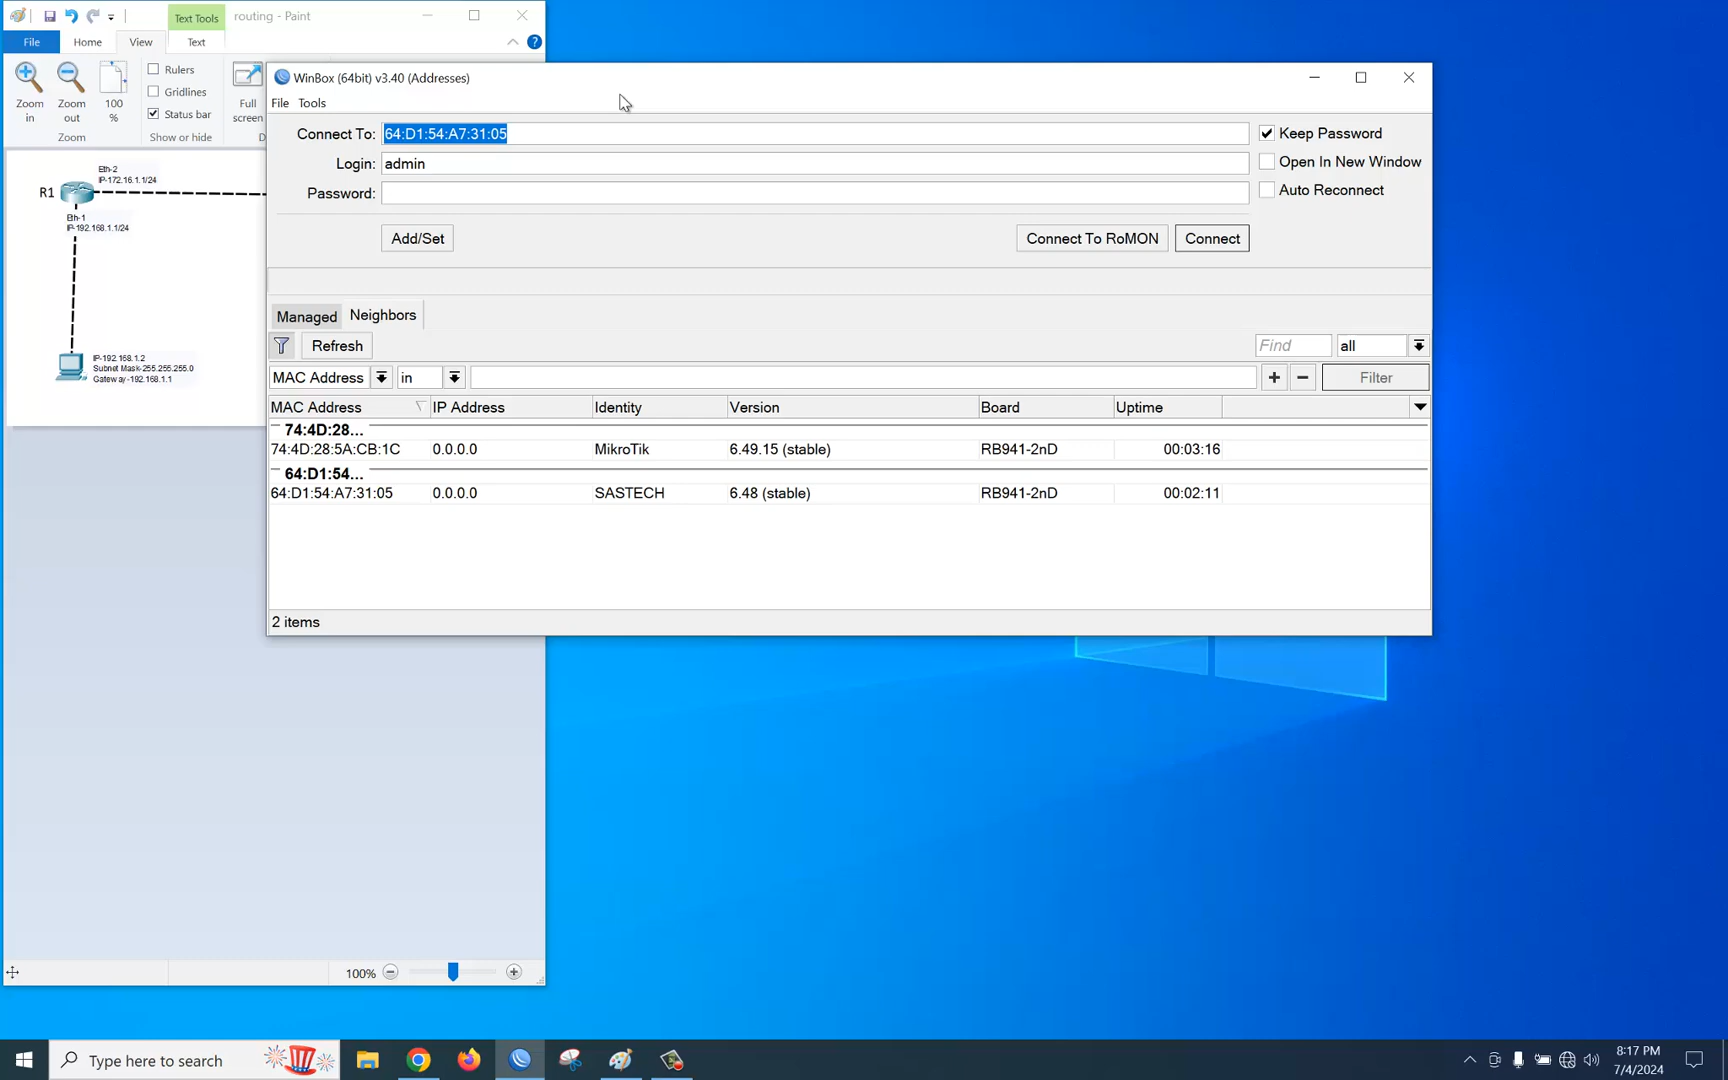 Text Tools
routing - Paint
File
Home
View
Text
Zoom in
Zoom out
100 %
Rulers
Gridlines
Status bar
Full screen
Zoom
Show or hide
D
Eth-2
IP-172.16.1.1/24
R1
Eth-1
IP-192.168.1.1/24
IP-192.168.1.2
Subnet Mask-255.255.255.0
Gateway-192.168.1.1
100%
WinBox (64bit) v3.40 (Addresses)
File Tools
Connect To: 64:D1:54:A7:31:05
Keep Password
Login: admin
Open In New Window
Password:
Auto Reconnect
Add/Set
Connect To RoMON
Connect
Managed
Neighbors
Refresh
Find
all
MAC Address
in
Filter
MAC Address IP Address Identity Version Board Uptime
74:4D:28...
74:4D:28:5A:CB:1C 0.0.0.0 MikroTik 6.49.15 (stable) RB941-2nD 00:03:16
64:D1:54...
64:D1:54:A7:31:05 0.0.0.0 SASTECH 6.48 (stable) RB941-2nD 00:02:11
2 items
Type here to search
8:17 PM
7/4/2024